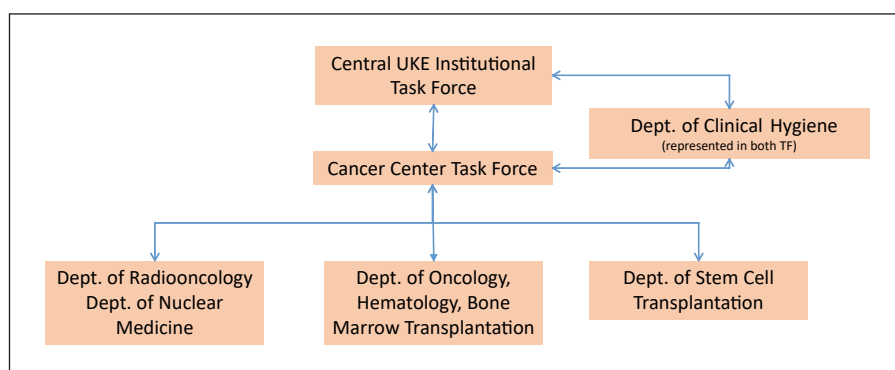 Central UKE Institutional
Task Force
Dept. of Clinical Hygiene
(represented in both TF)
Cancer Center Task Force
Dept. of Radiooncology
Dept. of Nuclear
Medicine
Dept. of Oncology,
Hematology, Bone
Marrow Transplantation
Dept. of Stem Cell
Transplantation